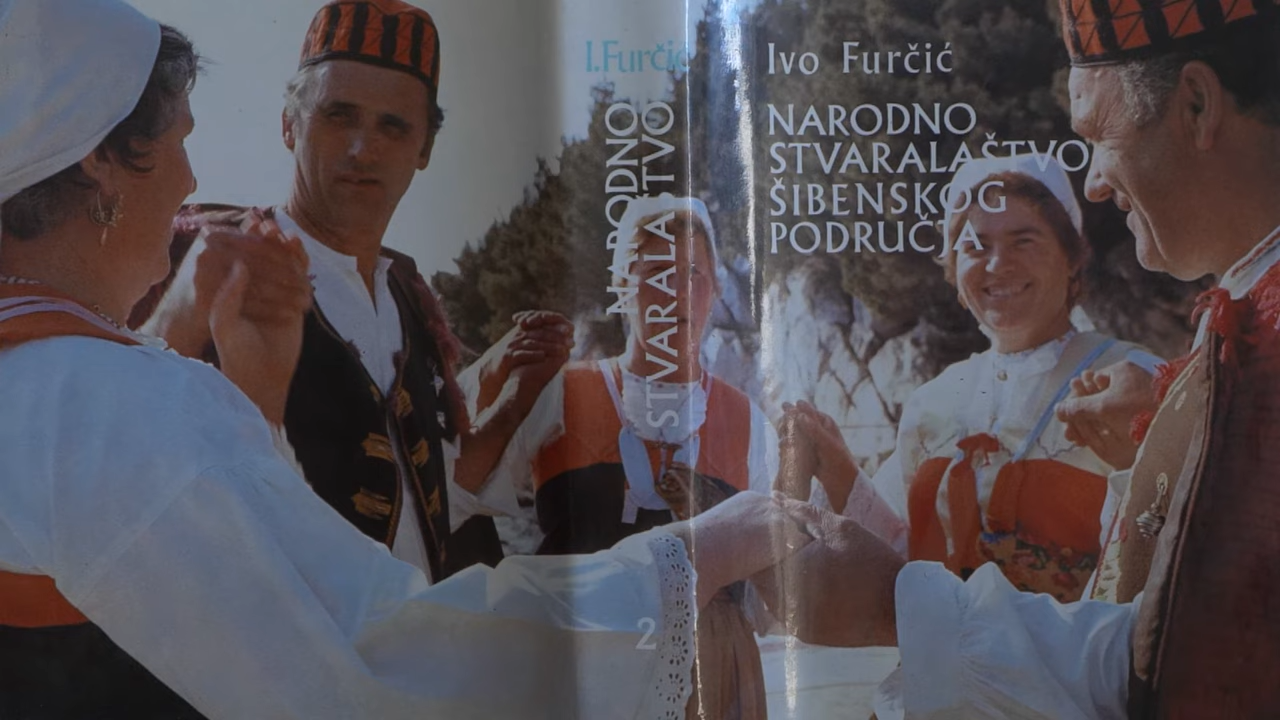 I.Furčić
NARODNO
STVARALAŠTVO
2
Ivo Furčić
NARODNO
STVARALAŠTVO
ŠIBENSKOG
PODRUČJA